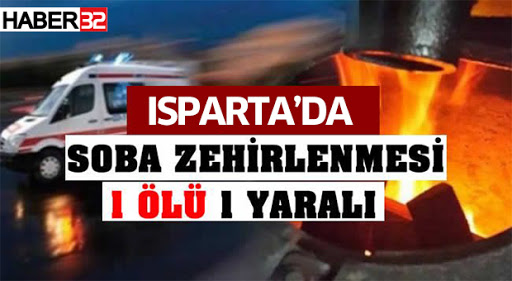 HABER32
ISPARTA'DA
SOBA ZEHİRLENMESİ
1 ÖLÜ 1 YARALI